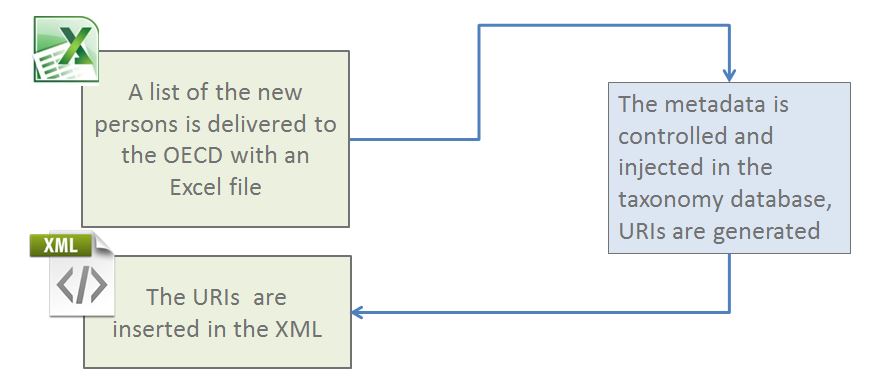 A list of the new
persons is delivered to
the OECD with an
Excel file
The metadata is
controlled and
injected in the
taxonomy database,
URIs are generated
XML
The URIs  are
inserted in the XML